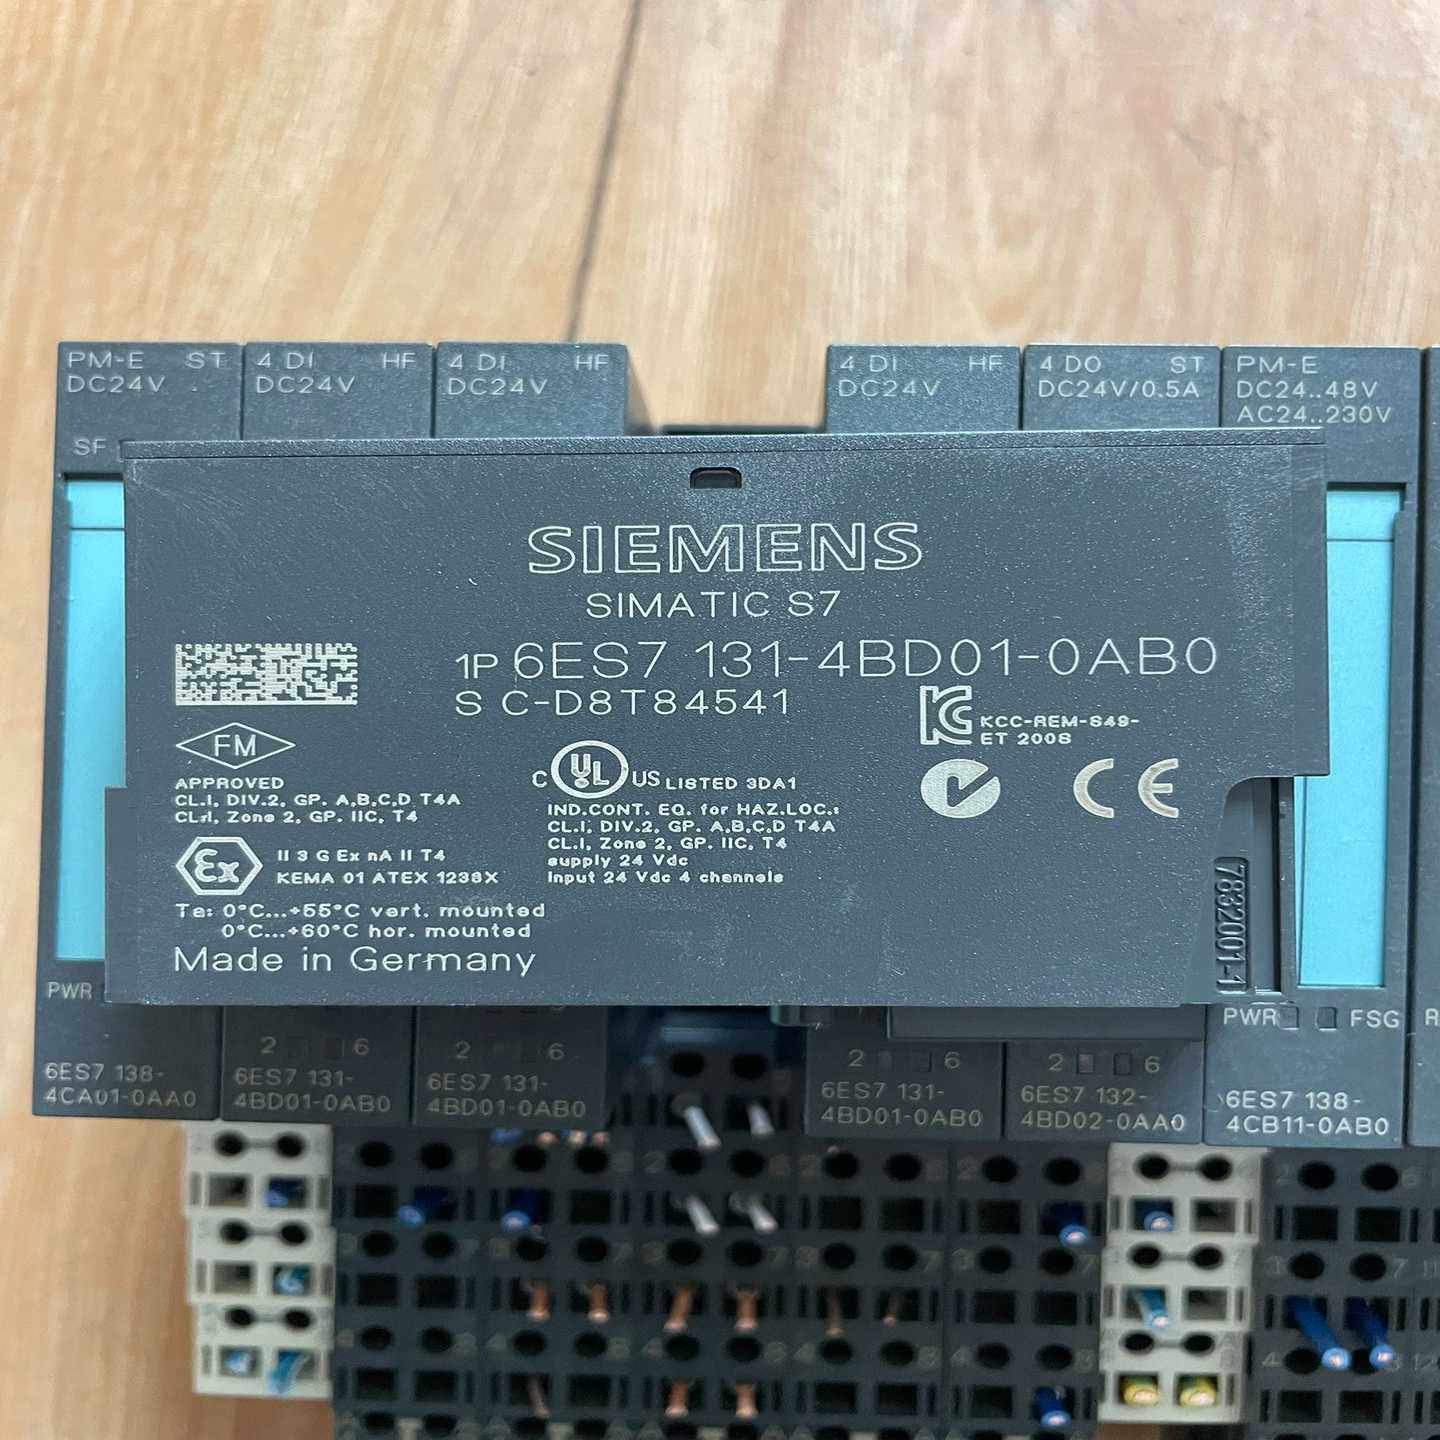 PM-E ST
DC24V
SF
4 DI HF
DC24V
4 DI HF
DC24V
4 DI HF
DC24V
4 DO ST
DC24V/0.5A
PM-E
DC24..48V
AC24..230V
SIEMENS
SIMATIC S7
1P 6ES7 131-4BD01-0AB0
S C-D8T84541
KCC-REM-S49-
ET 2008
FM
APPROVED
CL.I, DIV.2, GP. A,B,C,D T4A
CL.I, Zone 2, GP. IIC, T4
C UL US LISTED 3DA1
IND.CONT. EQ. for HAZ.LOC.:
CL.I, DIV.2, GP. A,B,C,D T4A
CL.I, Zone 2, GP. IIC, T4
supply 24 Vdc
Input 24 Vdc 4 channels
CE
Ex
II 3 G Ex nA II T4
KEMA 01 ATEX 1238X
Ta: 0°C...+55°C vert. mounted
0°C...+60°C hor. mounted
Made in Germany
7832001-1
PWR
PWR FSG
R
2 6
2 6
2 6
2 6
6ES7 138-
4CA01-0AA0
6ES7 131-
4BD01-0AB0
6ES7 131-
4BD01-0AB0
6ES7 131-
4BD01-0AB0
6ES7 132-
4BD02-0AA0
6ES7 138-
4CB11-0AB0